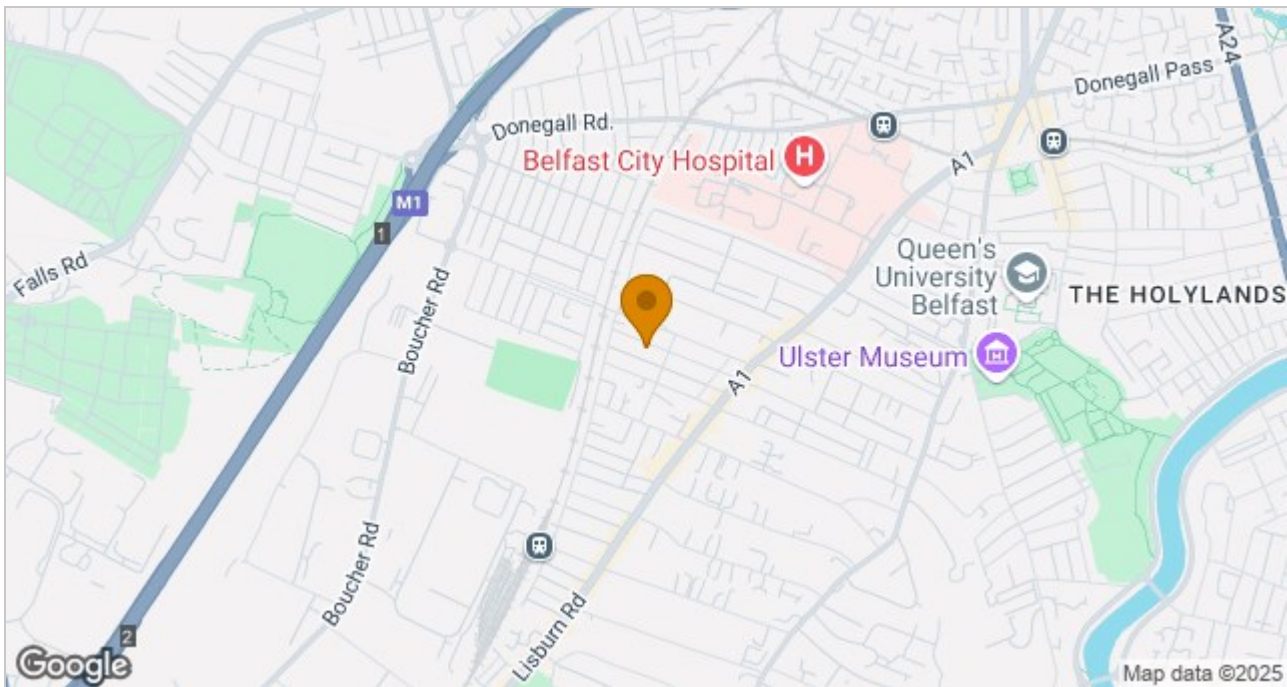 A24
Donegall Pass
Donegall Rd.
Belfast City Hospital
H
A1
M1
1
Falls Rd
Boucher Rd
Queen's
University
Belfast
THE HOLYLANDS
Ulster Museum
A1
Boucher Rd
Lisburn Rd
2
Google
Map data ©2025